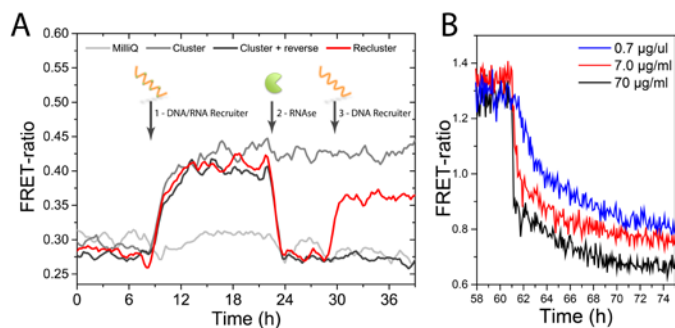 A
MilliQ Cluster Cluster + reverse Recluster
1 - DNA/RNA Recruiter
2 - RNAse
3 - DNA Recruiter
FRET-ratio
0.60
0.55
0.50
0.45
0.40
0.35
0.30
0.25
0 6 12 18 24 30 36
Time (h)
B
0.7 µg/ul
7.0 µg/ml
70 µg/ml
FRET-ratio
1.4
1.2
1.0
0.8
0.6
58 60 62 64 66 68 70 72 74
Time (h)